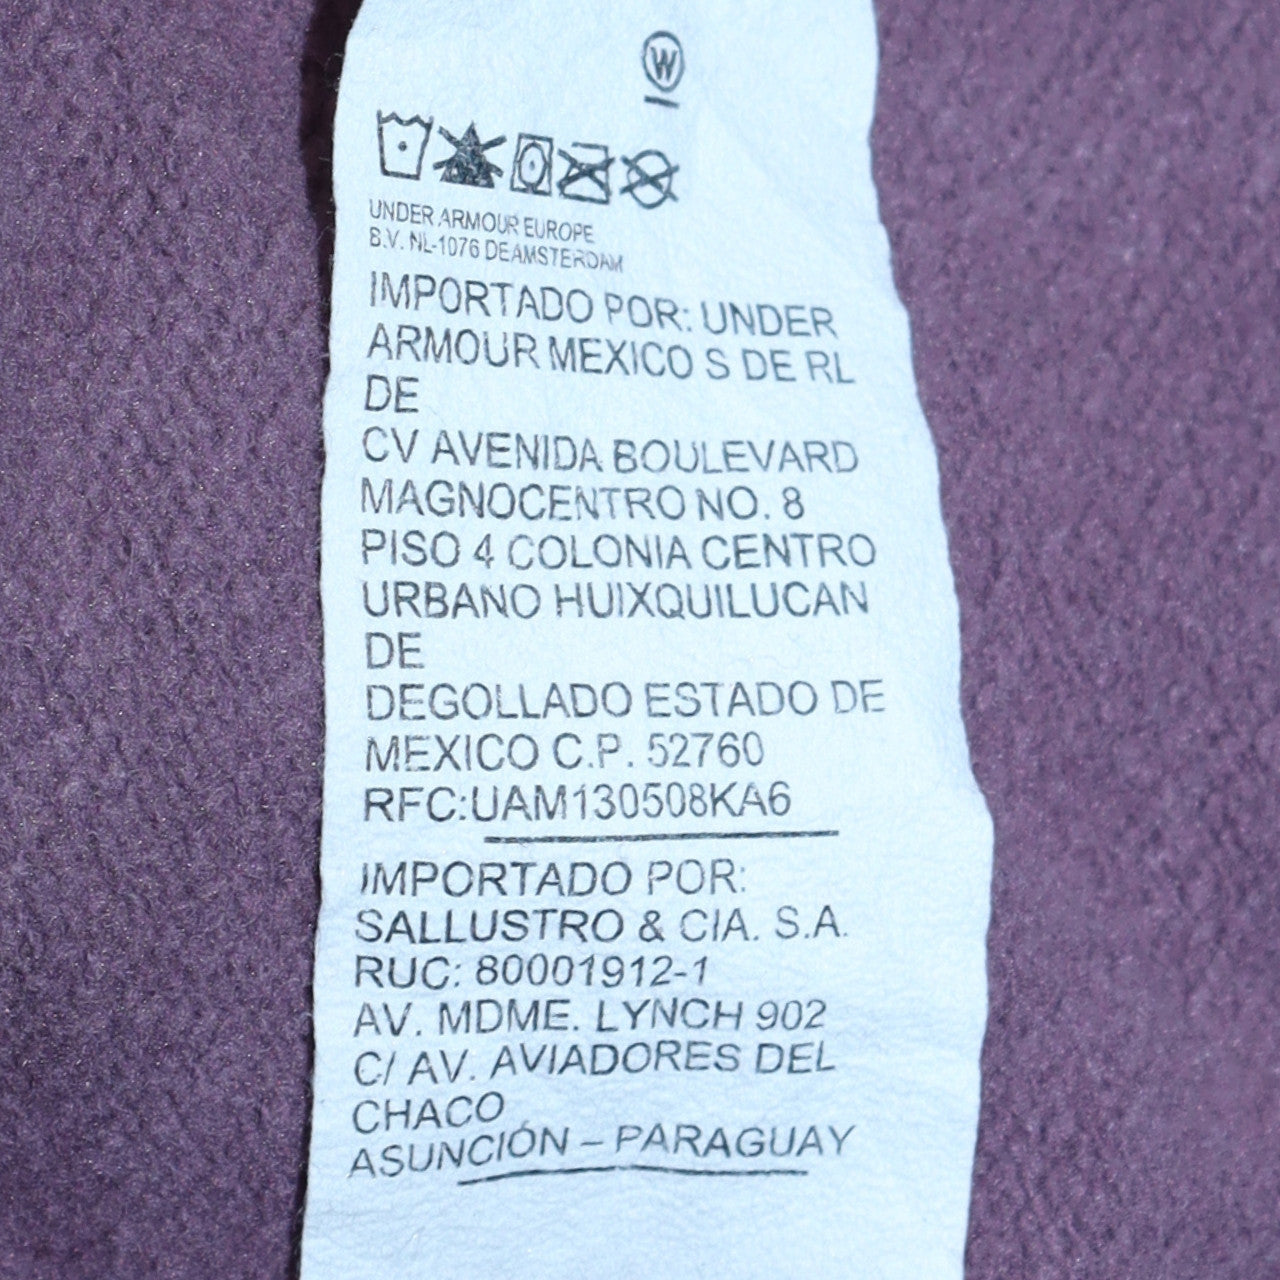 W
UNDER ARMOUR EUROPE
B.V. NL-1076 DEAMSTERDAM
IMPORTADO POR: UNDER
ARMOUR MEXICO S DE RL
DE
CV AVENIDA BOULEVARD
MAGNOCENTRO NO. 8
PISO 4 COLONIA CENTRO
URBANO HUIXQUILUCAN
DE
DEGOLLADO ESTADO DE
MEXICO C.P. 52760
RFC:UAM130508KA6
IMPORTADO POR:
SALLUSTRO & CIA. S.A.
RUC: 80001912-1
AV. MDME. LYNCH 902
C/ AV. AVIADORES DEL
CHACO
ASUNCIÓN – PARAGUAY